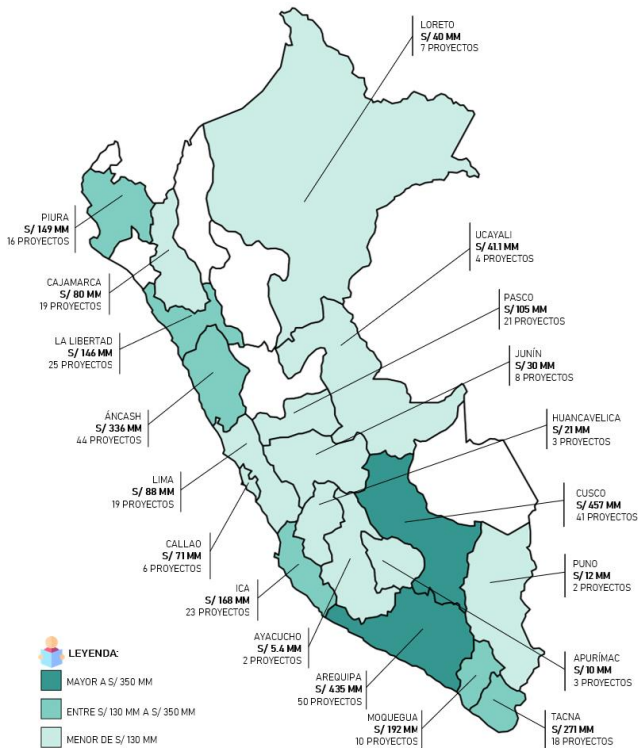 LORETO
S/ 40 MM
7 PROYECTOS
PIURA
S/ 149 MM
16 PROYECTOS
UCAYALI
S/ 41.1 MM
4 PROYECTOS
CAJAMARCA
S/ 80 MM
19 PROYECTOS
PASCO
S/ 105 MM
21 PROYECTOS
LA LIBERTAD
S/ 146 MM
25 PROYECTOS
JUNÍN
S/ 30 MM
8 PROYECTOS
ÁNCASH
S/ 336 MM
44 PROYECTOS
HUANCAVELICA
S/ 21 MM
3 PROYECTOS
LIMA
S/ 88 MM
19 PROYECTOS
CUSCO
S/ 457 MM
41 PROYECTOS
CALLAO
S/ 71 MM
6 PROYECTOS
PUNO
S/ 12 MM
2 PROYECTOS
ICA
S/ 168 MM
23 PROYECTOS
AYACUCHO
S/ 5.4 MM
2 PROYECTOS
APURÍMAC
S/ 10 MM
3 PROYECTOS
AREQUIPA
S/ 435 MM
50 PROYECTOS
MOQUEGUA
S/ 192 MM
10 PROYECTOS
TACNA
S/ 271 MM
18 PROYECTOS
LEYENDA:
MAYOR A S/ 350 MM
ENTRE S/ 130 MM A S/ 350 MM
MENOR DE S/ 130 MM